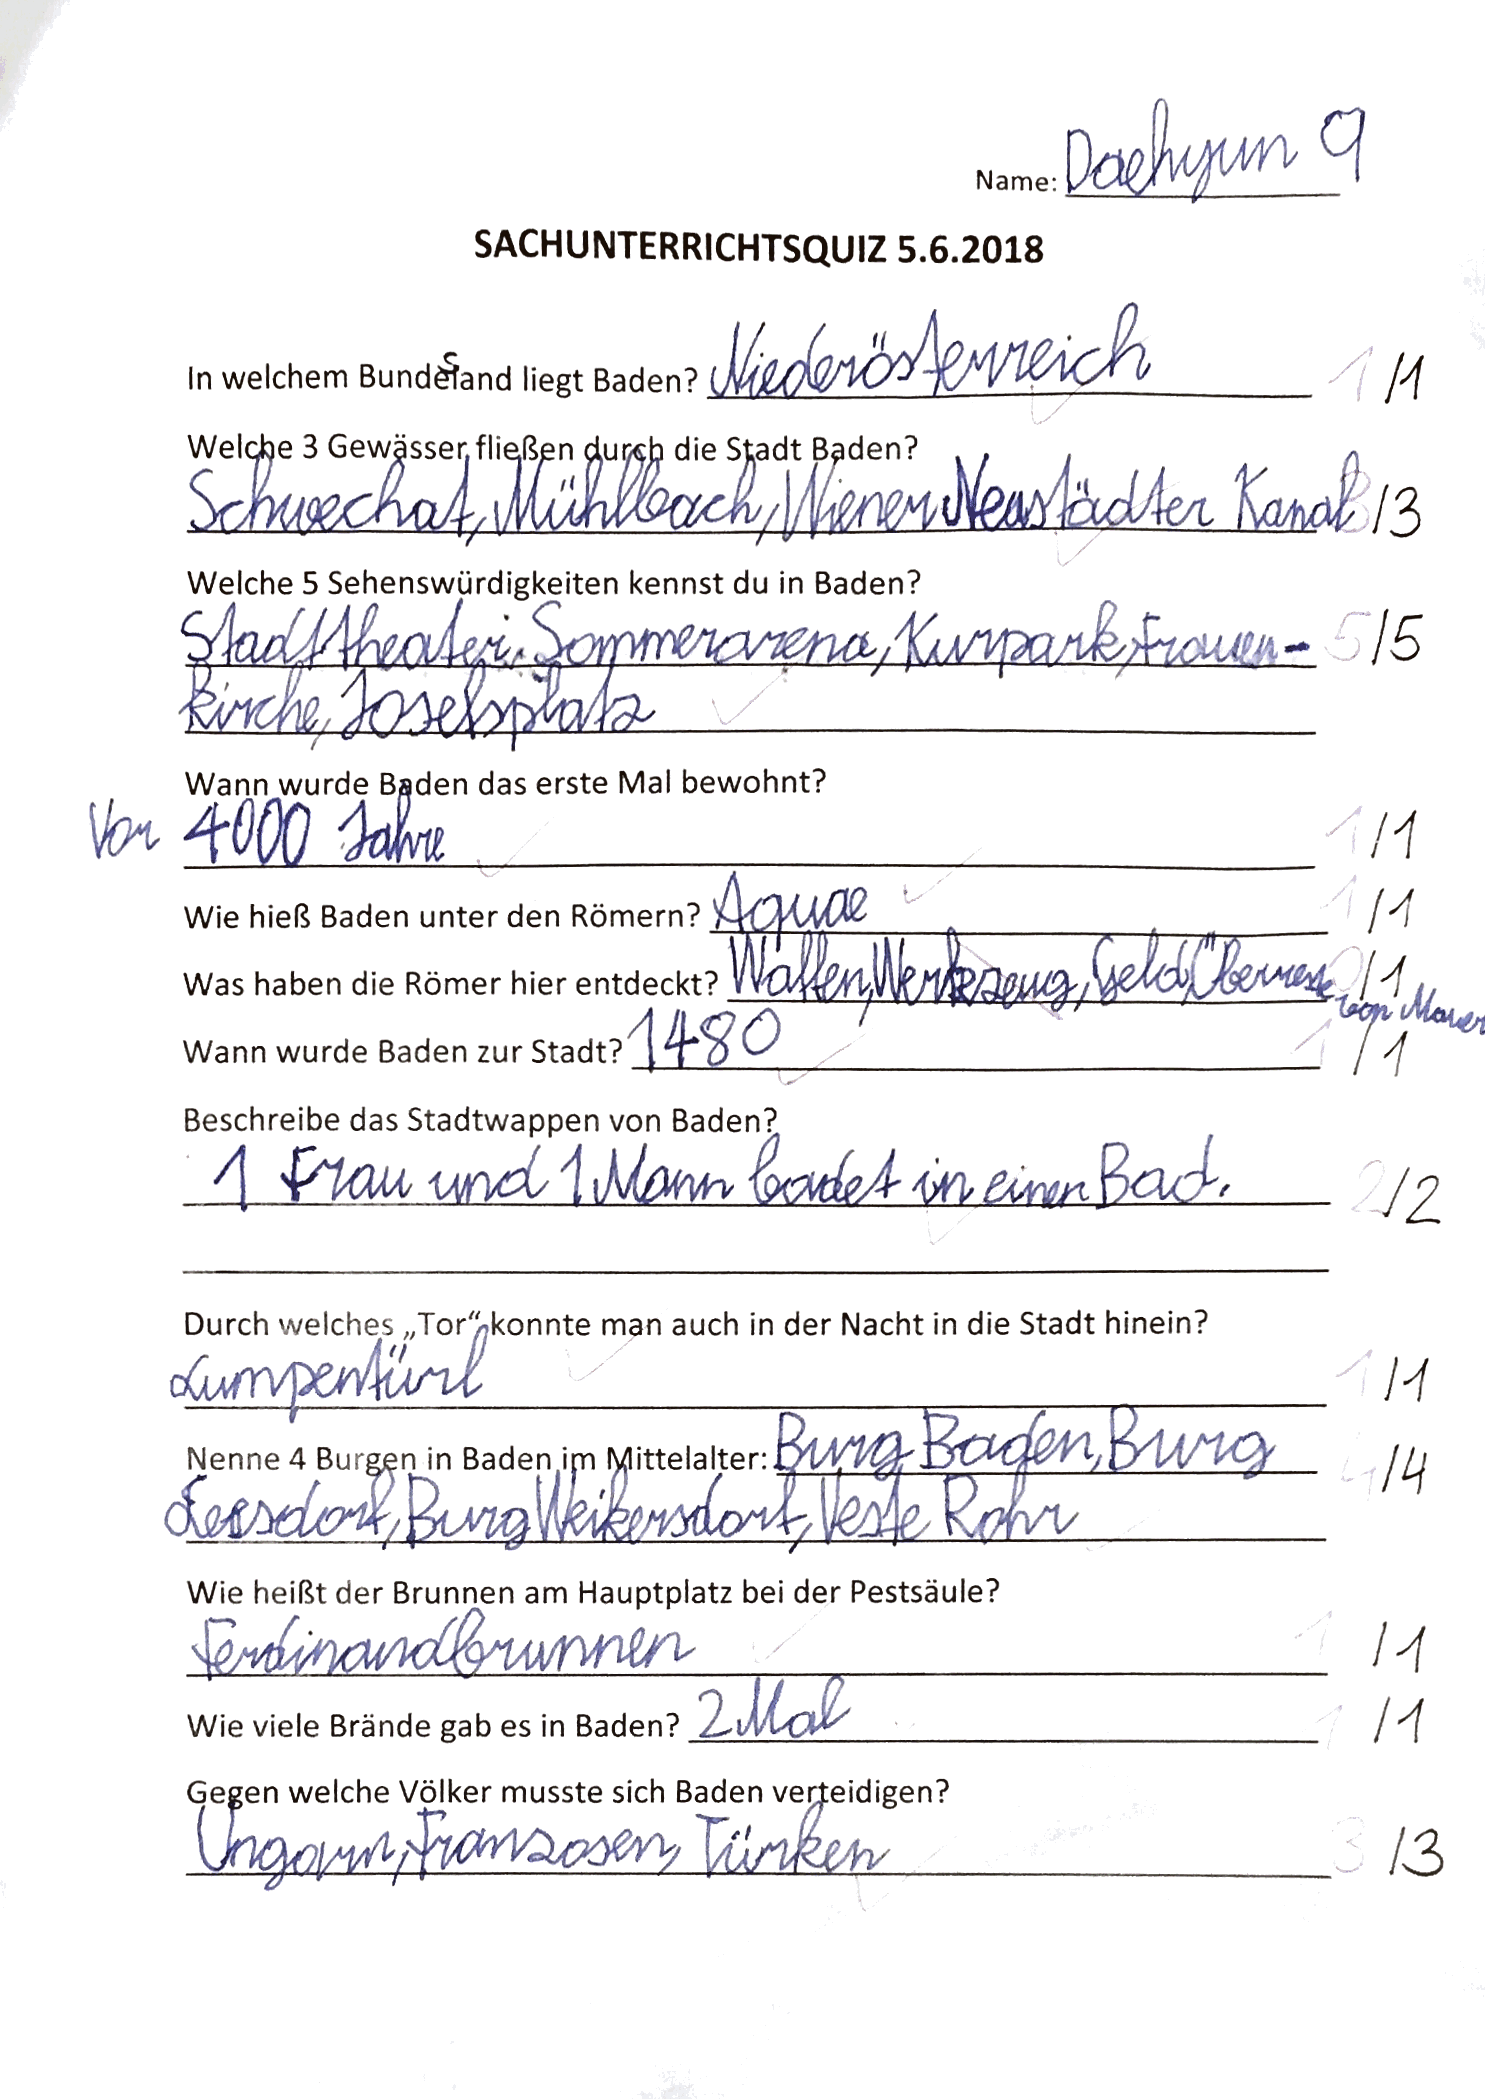 Name: Daehyun 9
SACHUNTERRICHTSQUIZ 5.6.2018
In welchem Bundesland liegt Baden? Niederösterreich 1/1
Welche 3 Gewässer fließen durch die Stadt Baden?
Schwechat, Mühlbach, Wiener Neustädter Kanal 3/3
Welche 5 Sehenswürdigkeiten kennst du in Baden?
Stadttheater, Sommerarena, Kurpark, Frauen- 5/5
kirche, Josefsplatz
Wann wurde Baden das erste Mal bewohnt?
Vor 4000 Jahre 1/1
Wie hieß Baden unter den Römern? Aquae 1/1
Was haben die Römer hier entdeckt? Waffen, Werkzeug, Geld, Überreste von Mauer 0/1
Wann wurde Baden zur Stadt? 1480 1/1
Beschreibe das Stadtwappen von Baden?
1 Frau und 1 Mann badet in einen Bad. 2/2
Durch welches „Tor“ konnte man auch in der Nacht in die Stadt hinein?
Lumpentürl 1/1
Nenne 4 Burgen in Baden im Mittelalter: Burg Baden, Burg 4/4
Leesdorf, Burg Weikersdorf, Veste Rohr
Wie heißt der Brunnen am Hauptplatz bei der Pestsäule?
Ferdinandbrunnen 1/1
Wie viele Brände gab es in Baden? 2 Mal 1/1
Gegen welche Völker musste sich Baden verteidigen?
Ungarn, Franzosen, Türken 3/3